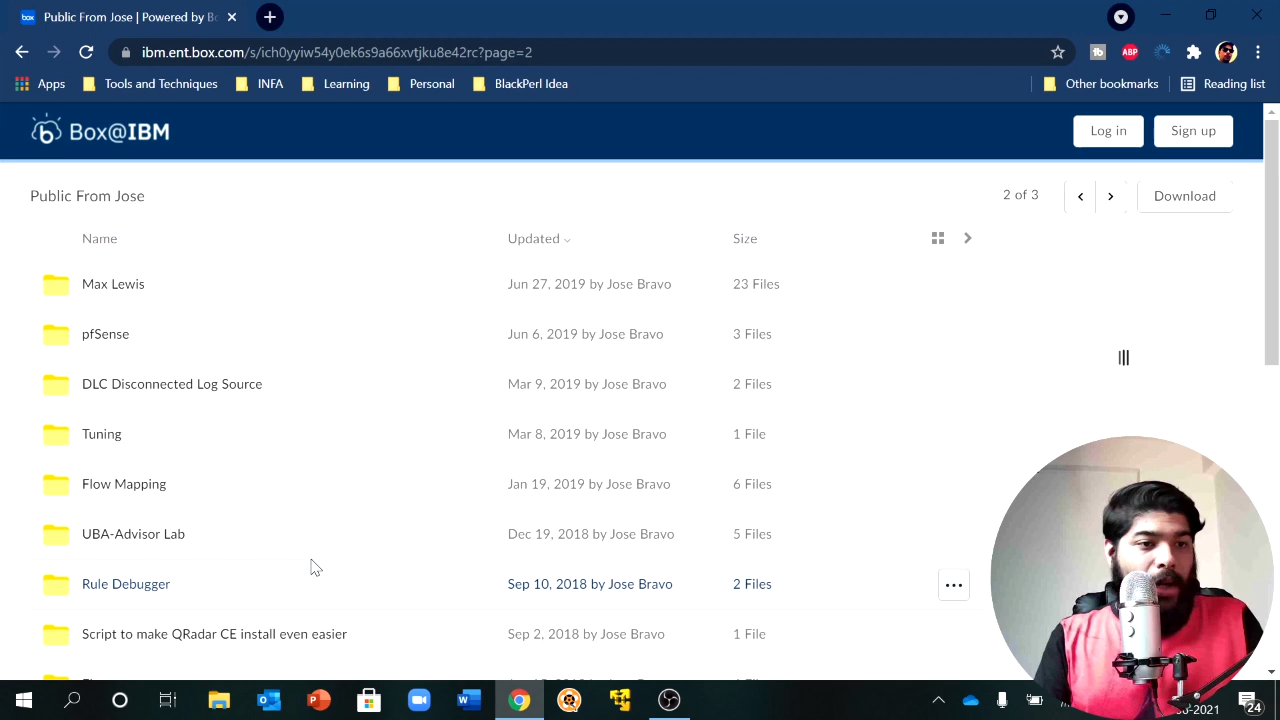 box
Public From Jose | Powered by Bo
ibm.ent.box.com/s/ich0yyiw54y0ek6s9a66xvtjku8e42rc?page=2
tb
ABP
Apps
Tools and Techniques
INFA
Learning
Personal
BlackPerl Idea
Other bookmarks
Reading list
Box@IBM
Log in
Sign up
Public From Jose
2 of 3
Download
Name
Updated
Size
Max Lewis
Jun 27, 2019 by Jose Bravo
23 Files
pfSense
Jun 6, 2019 by Jose Bravo
3 Files
DLC Disconnected Log Source
Mar 9, 2019 by Jose Bravo
2 Files
Tuning
Mar 8, 2019 by Jose Bravo
1 File
Flow Mapping
Jan 19, 2019 by Jose Bravo
6 Files
UBA-Advisor Lab
Dec 19, 2018 by Jose Bravo
5 Files
Rule Debugger
Sep 10, 2018 by Jose Bravo
2 Files
Script to make QRadar CE install even easier
Sep 2, 2018 by Jose Bravo
1 File
-2021
24